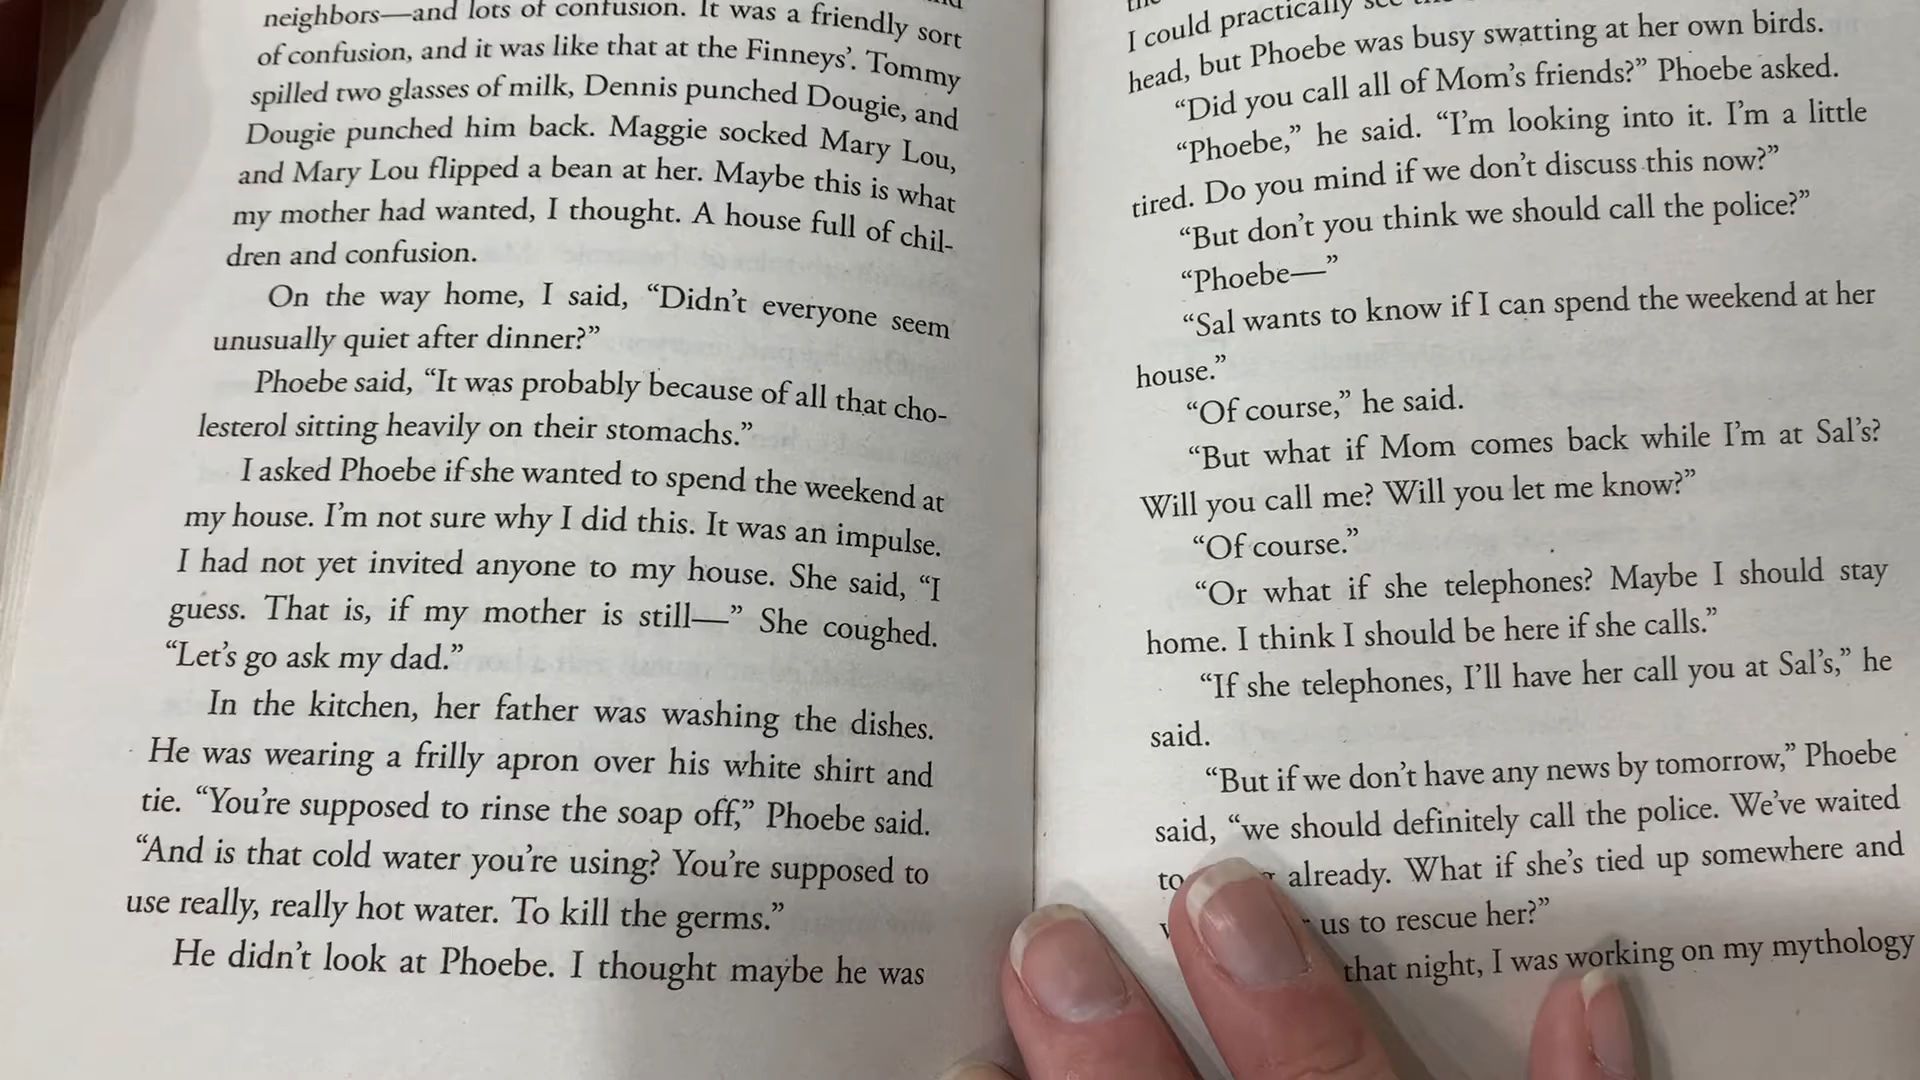 neighbors—and lots of confusion. It was a friendly sort
of confusion, and it was like that at the Finneys’. Tommy
spilled two glasses of milk, Dennis punched Dougie, and
Dougie punched him back. Maggie socked Mary Lou,
and Mary Lou flipped a bean at her. Maybe this is what
my mother had wanted, I thought. A house full of chil-
dren and confusion.
On the way home, I said, “Didn’t everyone seem
unusually quiet after dinner?”
Phoebe said, “It was probably because of all that cho-
lesterol sitting heavily on their stomachs.”
I asked Phoebe if she wanted to spend the weekend at
my house. I’m not sure why I did this. It was an impulse.
I had not yet invited anyone to my house. She said, “I
guess. That is, if my mother is still—” She coughed.
“Let’s go ask my dad.”
In the kitchen, her father was washing the dishes.
He was wearing a frilly apron over his white shirt and
tie. “You’re supposed to rinse the soap off,” Phoebe said.
“And is that cold water you’re using? You’re supposed to
use really, really hot water. To kill the germs.”
He didn’t look at Phoebe. I thought maybe he was
the
I could practically see the
head, but Phoebe was busy swatting at her own birds.
“Did you call all of Mom’s friends?” Phoebe asked.
“Phoebe,” he said. “I’m looking into it. I’m a little
tired. Do you mind if we don’t discuss this now?”
“But don’t you think we should call the police?”
“Phoebe—”
“Sal wants to know if I can spend the weekend at her
house.”
“Of course,” he said.
“But what if Mom comes back while I’m at Sal’s?
Will you call me? Will you let me know?”
“Of course.”
“Or what if she telephones? Maybe I should stay
home. I think I should be here if she calls.”
“If she telephones, I’ll have her call you at Sal’s,” he
said.
“But if we don’t have any news by tomorrow,” Phoebe
said, “we should definitely call the police. We’ve waited
already. What if she’s tied up somewhere and
us to rescue her?”
that night, I was working on my mythology